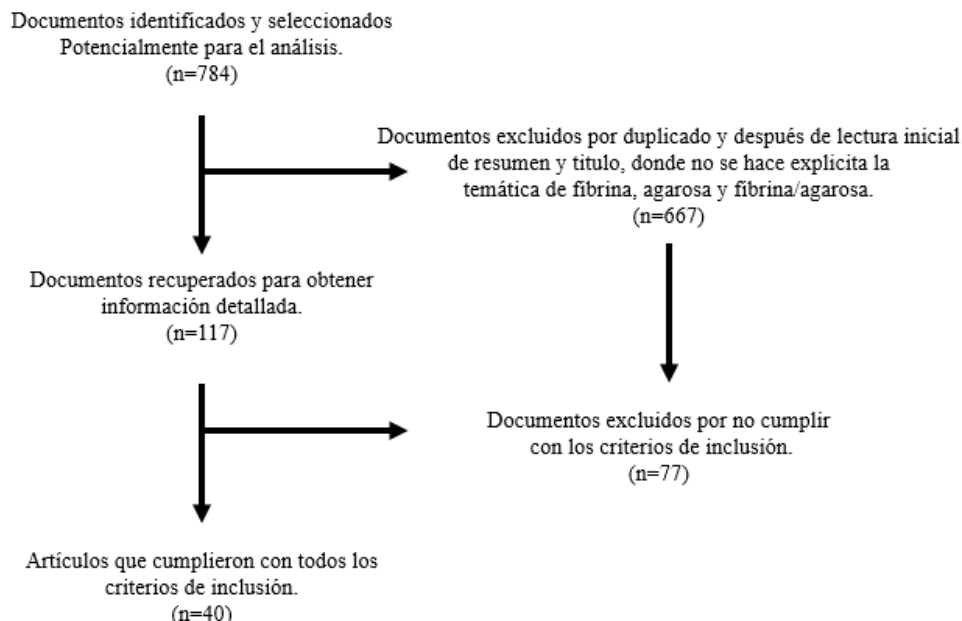 Documentos identificados y seleccionados
Potencialmente para el análisis.
(n=784)
Documentos excluidos por duplicado y después de lectura inicial
de resumen y titulo, donde no se hace explicita la
temática de fibrina, agarosa y fibrina/agarosa.
(n=667)
Documentos recuperados para obtener
información detallada.
(n=117)
Documentos excluidos por no cumplir
con los criterios de inclusión.
(n=77)
Artículos que cumplieron con todos los
criterios de inclusión.
(n=40)